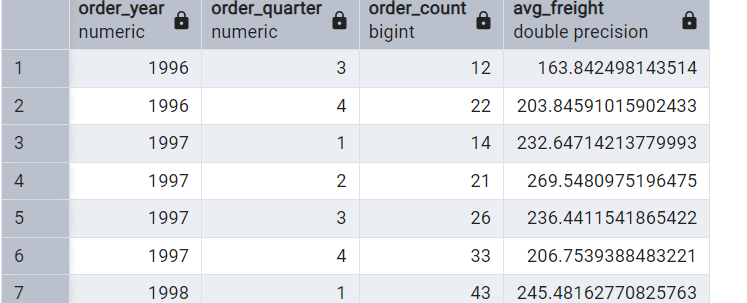 order_year order_quarter order_count avg_freight
numeric numeric bigint double precision
1 1996 3 12 163.842498143514
2 1996 4 22 203.84591015902433
3 1997 1 14 232.64714213779993
4 1997 2 21 269.5480975196475
5 1997 3 26 236.4411541865422
6 1997 4 33 206.7539388483221
7 1998 1 43 245.48162770825763